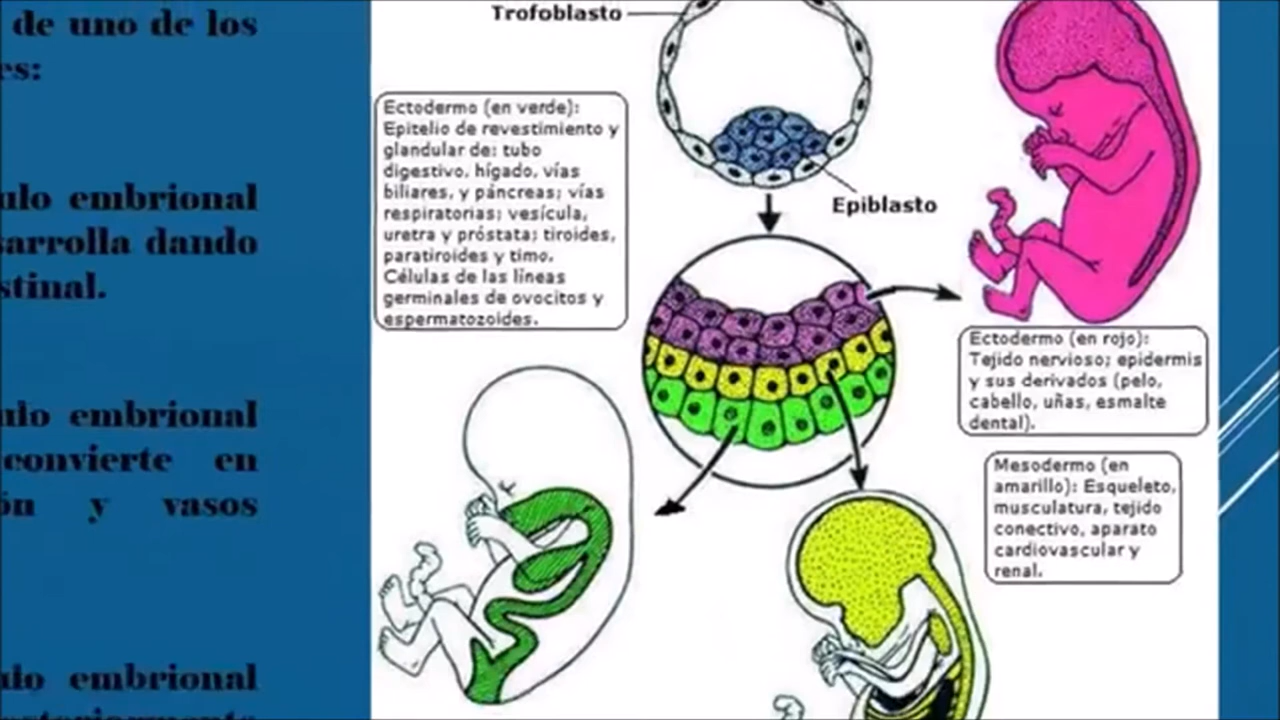 de uno de los
es:
ulo embrional
sarrolla dando
stinal.
ulo embrional
convierte en
ón y vasos
ulo embrional
Trofoblasto
Epiblasto
Ectodermo (en verde):
Epitelio de revestimiento y
glandular de: tubo
digestivo, hígado, vías
biliares, y páncreas; vías
respiratorias; vesícula,
uretra y próstata; tiroides,
paratiroides y timo.
Células de las líneas
germinales de ovocitos y
espermatozoides.
Ectodermo (en rojo):
Tejido nervioso; epidermis
y sus derivados (pelo,
cabello, uñas, esmalte
dental).
Mesodermo (en
amarillo): Esqueleto,
musculatura, tejido
conectivo, aparato
cardiovascular y
renal.